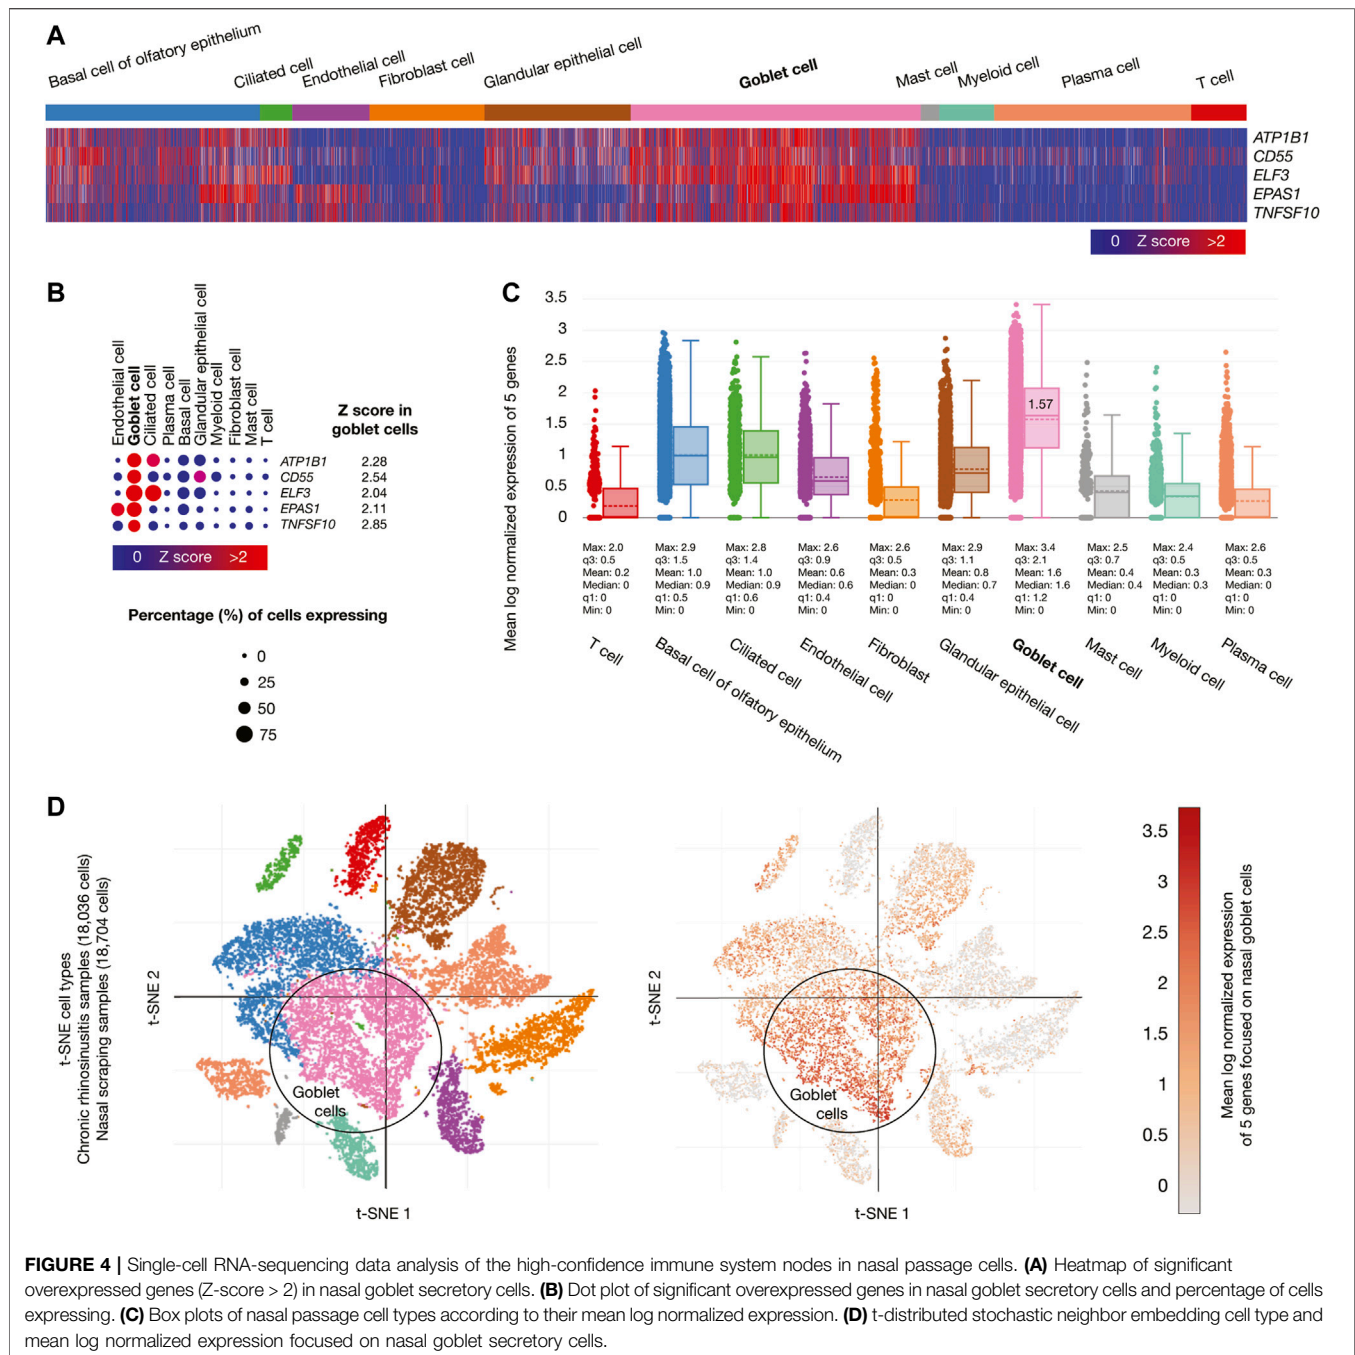 A
Basal cell of olfatory epithelium
Ciliated cell
Endothelial cell
Fibroblast cell
Glandular epithelial cell
Goblet cell
Mast cell
Myeloid cell
Plasma cell
T cell
ATP1B1
CD55
ELF3
EPAS1
TNFSF10
0 Z score >2
B
Endothelial cell
Goblet cell
Ciliated cell
Plasma cell
Basal cell
Glandular epithelial cell
Myeloid cell
Fibroblast cell
Mast cell
T cell
Z score in
goblet cells
ATP1B1 2.28
CD55 2.54
ELF3 2.04
EPAS1 2.11
TNFSF10 2.85
0 Z score >2
Percentage (%) of cells expressing
0
25
50
75
C
Mean log normalized expression of 5 genes
3.5
3
2.5
2
1.5
1
0.5
0
1.57
Max: 2.0
q3: 0.5
Mean: 0.2
Median: 0
q1: 0
Min: 0
Max: 2.9
q3: 1.5
Mean: 1.0
Median: 0.9
q1: 0.5
Min: 0
Max: 2.8
q3: 1.4
Mean: 1.0
Median: 0.9
q1: 0.6
Min: 0
Max: 2.6
q3: 0.9
Mean: 0.6
Median: 0.6
q1: 0.4
Min: 0
Max: 2.6
q3: 0.5
Mean: 0.3
Median: 0
q1: 0
Min: 0
Max: 2.9
q3: 1.1
Mean: 0.8
Median: 0.7
q1: 0.4
Min: 0
Max: 3.4
q3: 2.1
Mean: 1.6
Median: 1.6
q1: 1.2
Min: 0
Max: 2.5
q3: 0.7
Mean: 0.4
Median: 0.4
q1: 0
Min: 0
Max: 2.4
q3: 0.5
Mean: 0.3
Median: 0.3
q1: 0
Min: 0
Max: 2.6
q3: 0.5
Mean: 0.3
Median: 0
q1: 0
Min: 0
T cell
Basal cell of olfatory epithelium
Ciliated cell
Endothelial cell
Fibroblast
Glandular epithelial cell
Goblet cell
Mast cell
Myeloid cell
Plasma cell
D
t-SNE cell types
Chronic rhinosinusitis samples (18,036 cells)
Nasal scraping samples (18,704 cells)
t-SNE 2
Goblet
cells
t-SNE 1
t-SNE 2
Goblet
cells
t-SNE 1
3.5
3
2.5
2
1.5
1
0.5
0
Mean log normalized expression
of 5 genes focused on nasal goblet cells
FIGURE 4 | Single-cell RNA-sequencing data analysis of the high-confidence immune system nodes in nasal passage cells. (A) Heatmap of significant
overexpressed genes (Z-score > 2) in nasal goblet secretory cells. (B) Dot plot of significant overexpressed genes in nasal goblet secretory cells and percentage of cells
expressing. (C) Box plots of nasal passage cell types according to their mean log normalized expression. (D) t-distributed stochastic neighbor embedding cell type and
mean log normalized expression focused on nasal goblet secretory cells.